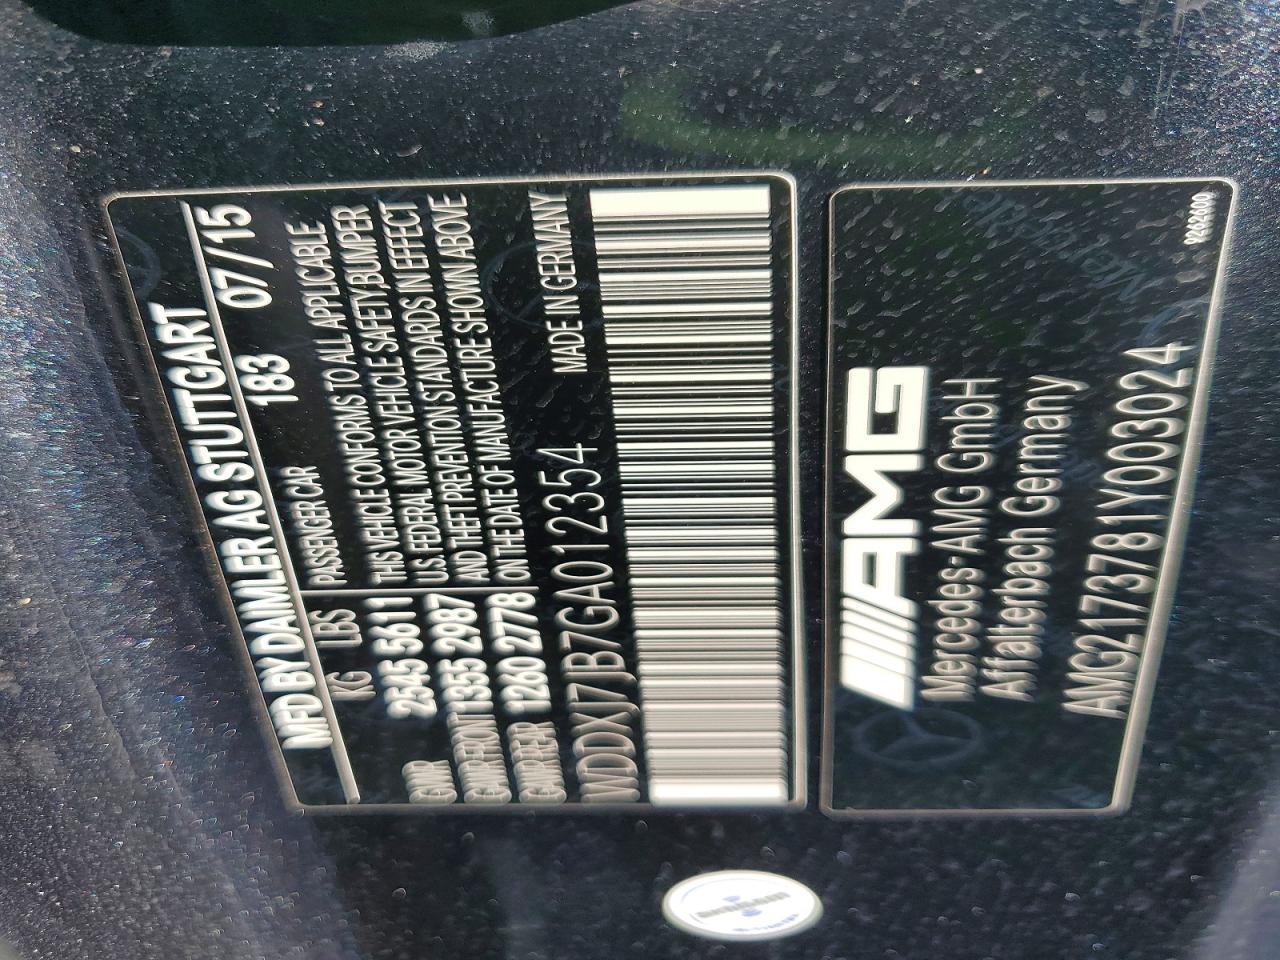 MFD BY DAIMLER AG STUTTGART
183 07/15
KG LBS
GVWR 2545 5611
GAWR FRONT 1355 2987
GAWR REAR 1260 2778
PASSENGER CAR
THIS VEHICLE CONFORMS TO ALL APPLICABLE
U.S. FEDERAL MOTOR VEHICLE SAFETY, BUMPER
AND THEFT PREVENTION STANDARDS IN EFFECT
ON THE DATE OF MANUFACTURE SHOWN ABOVE
WDDXJ7JB7GA012354 MADE IN GERMANY
AMG
Mercedes-AMG GmbH
Affalterbach Germany
AMG2173781Y003024